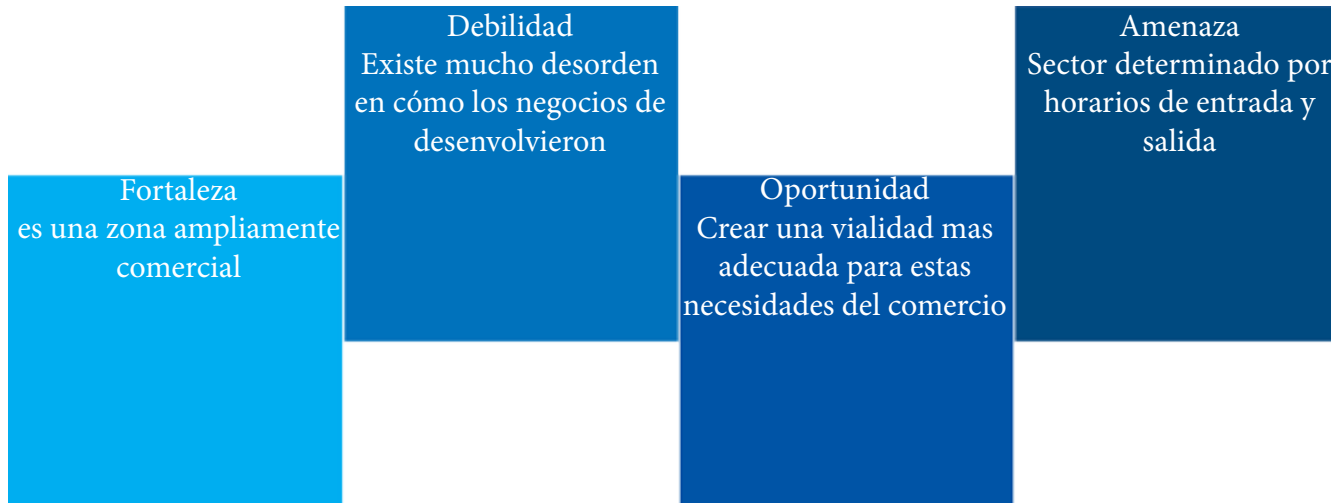 Fortaleza
es una zona ampliamente
comercial
Debilidad
Existe mucho desorden
en cómo los negocios de
desenvolvieron
Oportunidad
Crear una vialidad mas
adecuada para estas
necesidades del comercio
Amenaza
Sector determinado por
horarios de entrada y
salida